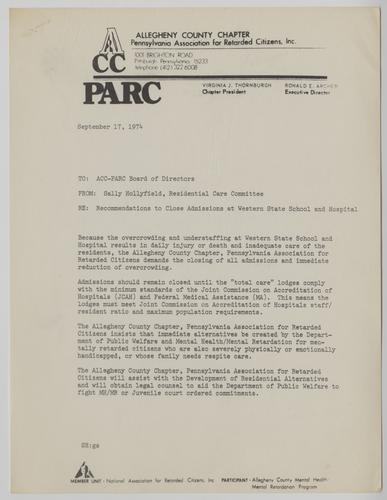 ACC
PARC
ALLEGHENY COUNTY CHAPTER
Pennsylvania Association for Retarded Citizens, Inc.
1001 BRIGHTON ROAD
Pittsburgh Pennsylvania 15233
telephone (412) 322 6008
VIRGINIA J. THORNBURGH
Chapter President
RONALD E. ARCHER
Executive Director
September 17, 1974
TO: ACC-PARC Board of Directors
FROM: Sally Hollyfield, Residential Care Committee
RE: Recommendations to Close Admissions at Western State School and Hospital
Because the overcrowding and understaffing at Western State School and
Hospital results in daily injury or death and inadequate care of the
residents, the Allegheny County Chapter, Pennsylvania Association for
Retarded Citizens demands the closing of all admissions and immediate
reduction of overcrowding.
Admissions should remain closed until the "total care" lodges comply
with the minimum standards of the Joint Commission on Accreditation of
Hospitals (JCAH) and Federal Medical Assistance (MA). This means the
lodges must meet Joint Commission on Accreditation of Hospitals staff/
resident ratio and maximum population requirements.
The Allegheny County Chapter, Pennsylvania Association for Retarded
Citizens insists that immediate alternatives be created by the Depart-
ment of Public Welfare and Mental Health/Mental Retardation for men-
tally retarded citizens who are also severely physically or emotionally
handicapped, or whose family needs respite care.
The Allegheny County Chapter, Pennsylvania Association for Retarded
Citizens will assist with the Development of Residential Alternatives
and will obtain legal counsel to aid the Department of Public Welfare to
fight MH/MR or Juvenile court ordered commitments.
SH:gs
MEMBER UNIT - National Association for Retarded Citizens, Inc. PARTICIPANT - Allegheny County Mental Health
Mental Retardation Program